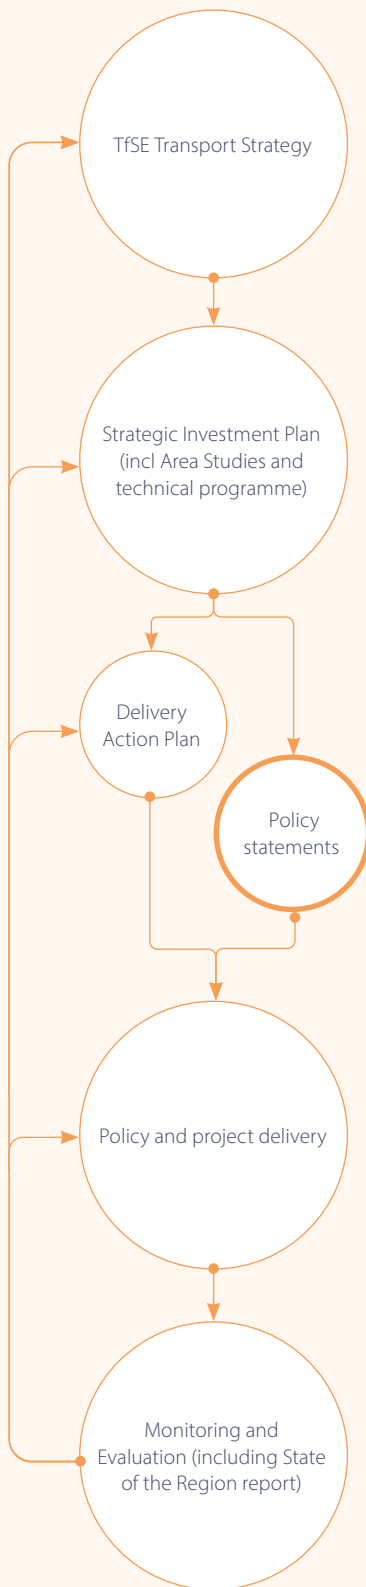 TfSE Transport Strategy
Strategic Investment Plan
(incl Area Studies and
technical programme)
Delivery
Action Plan
Policy
statements
Policy and project delivery
Monitoring and
Evaluation (including State
of the Region report)